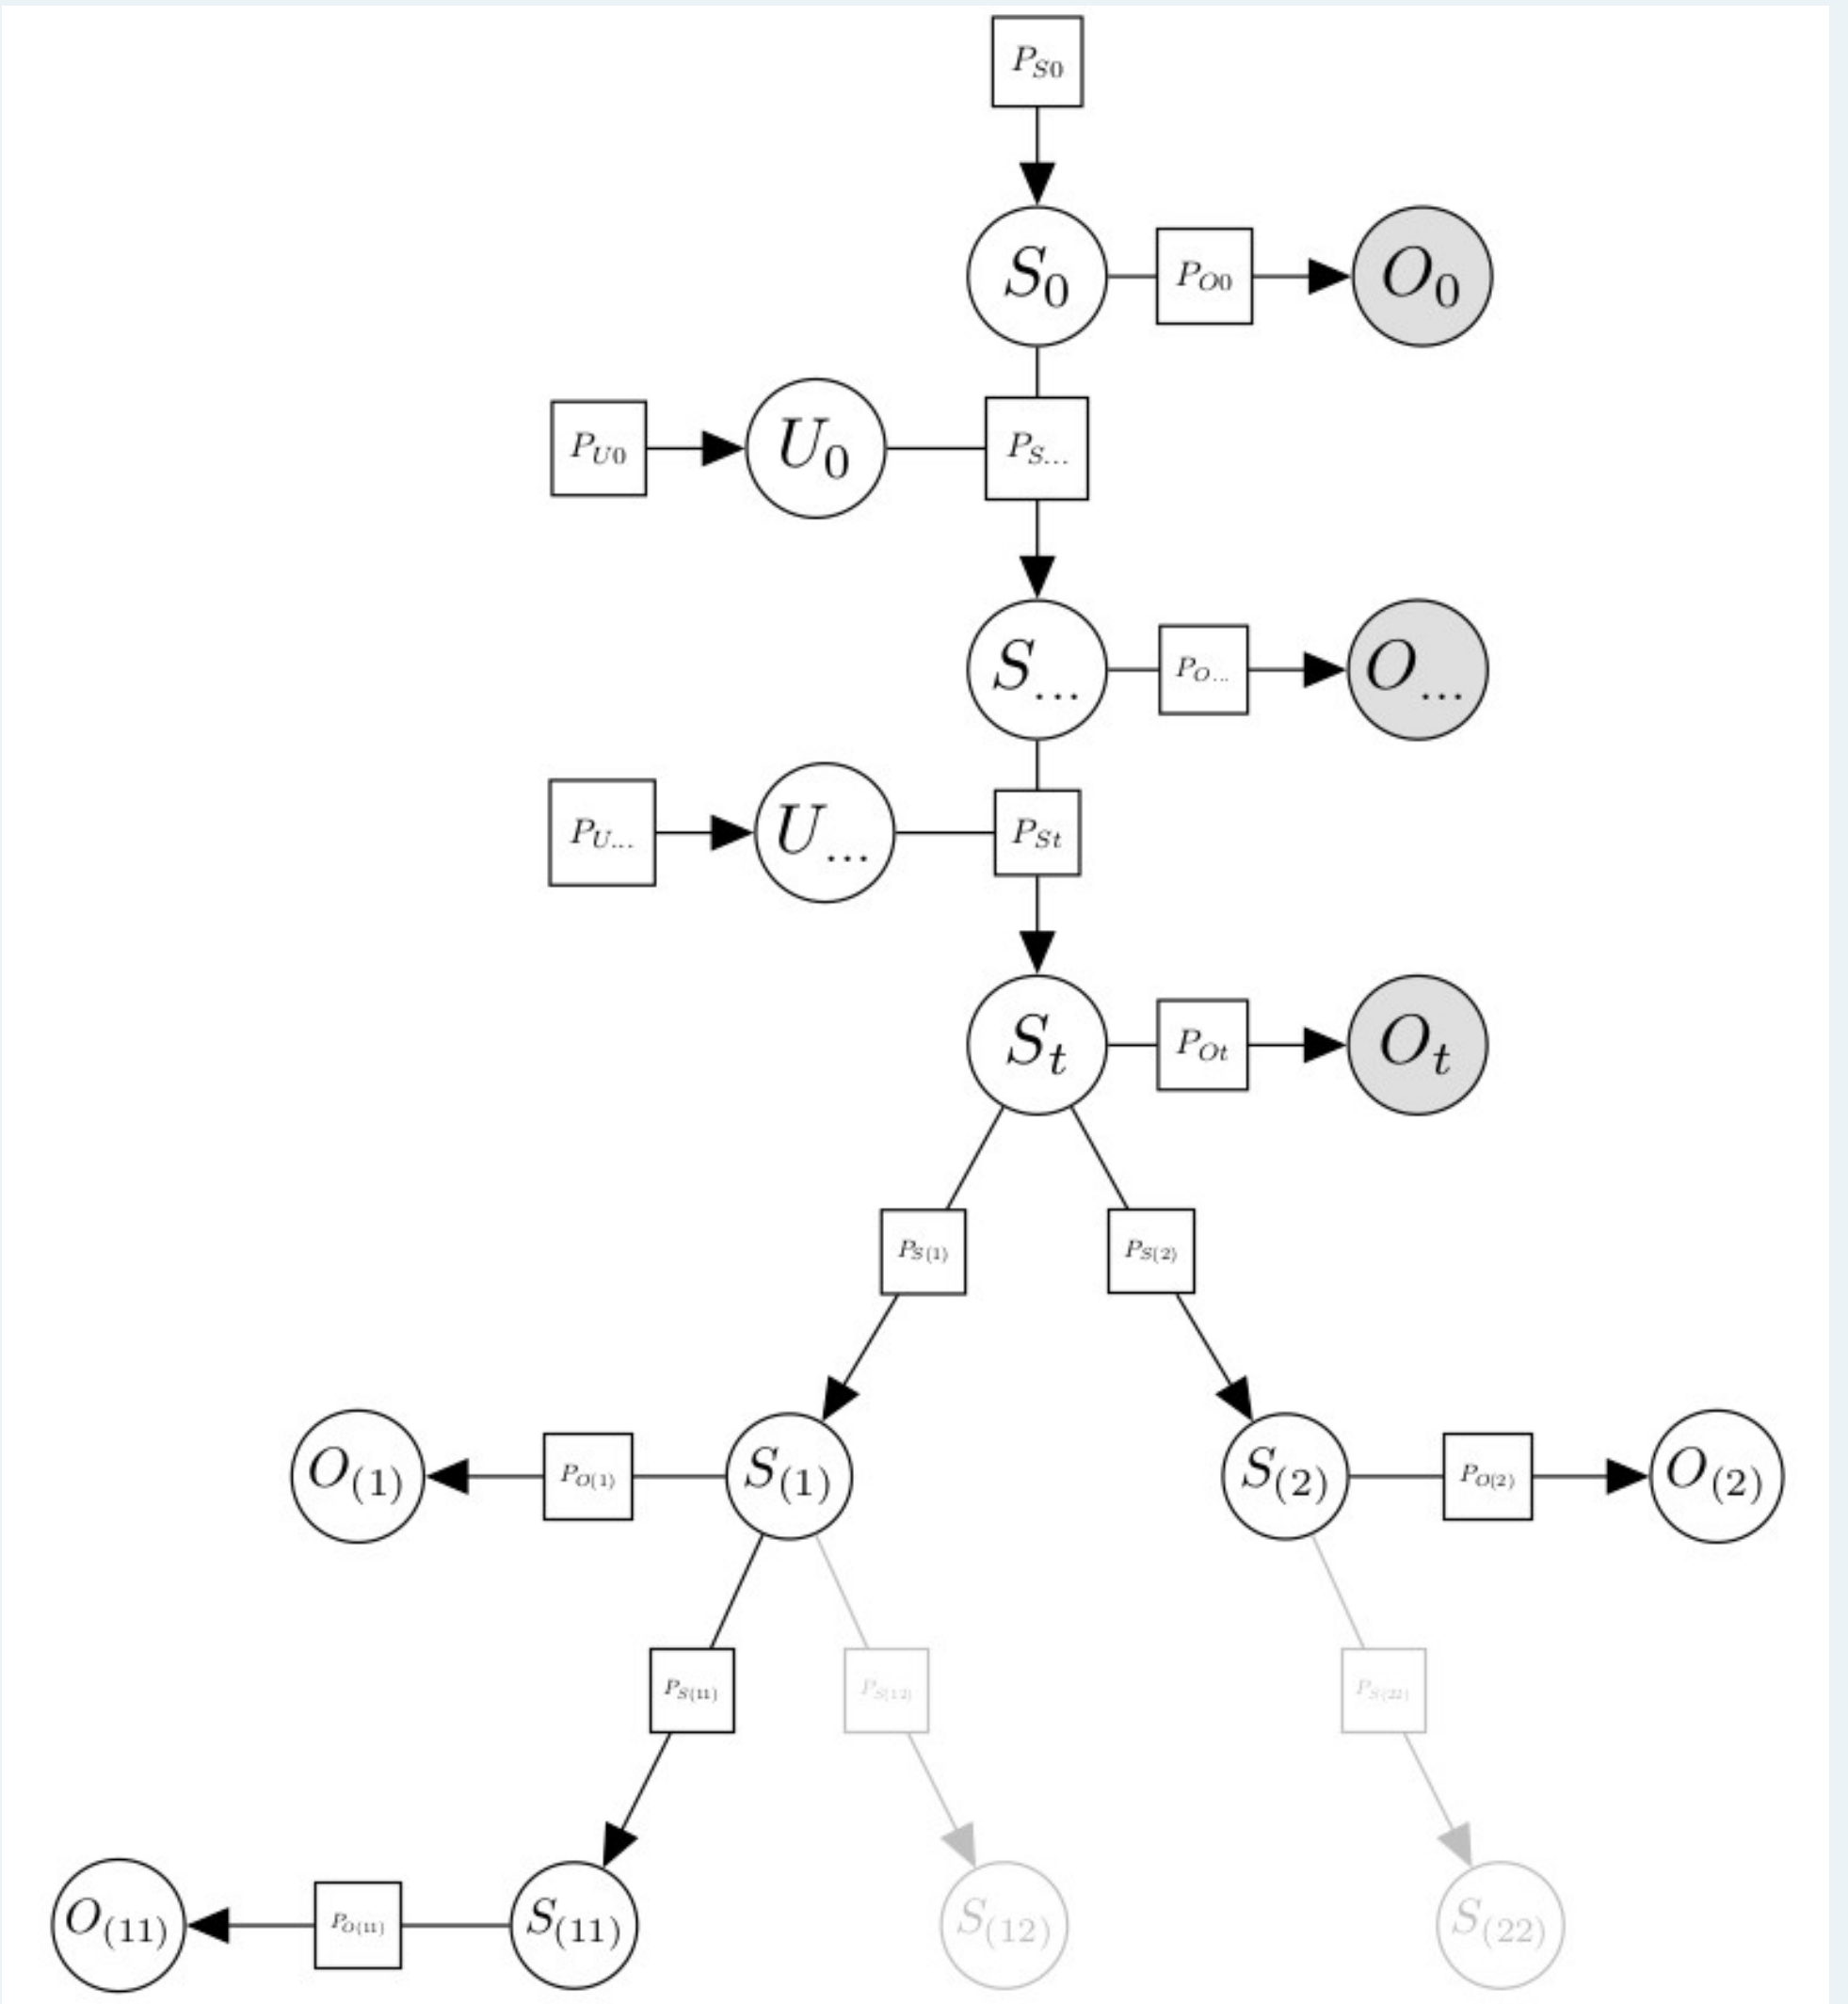 P_{S0}
S_0
P_{O0}
O_0
P_{U0}
U_0
P_{S...}
S_{...}
P_{O...}
O_{...}
P_{U...}
U_{...}
P_{St}
S_t
P_{Ot}
O_t
P_{S(1)}
P_{S(2)}
O_{(1)}
P_{O(1)}
S_{(1)}
S_{(2)}
P_{O(2)}
O_{(2)}
P_{S(11)}
P_{S(12)}
P_{S(22)}
O_{(11)}
P_{O(11)}
S_{(11)}
S_{(12)}
S_{(22)}